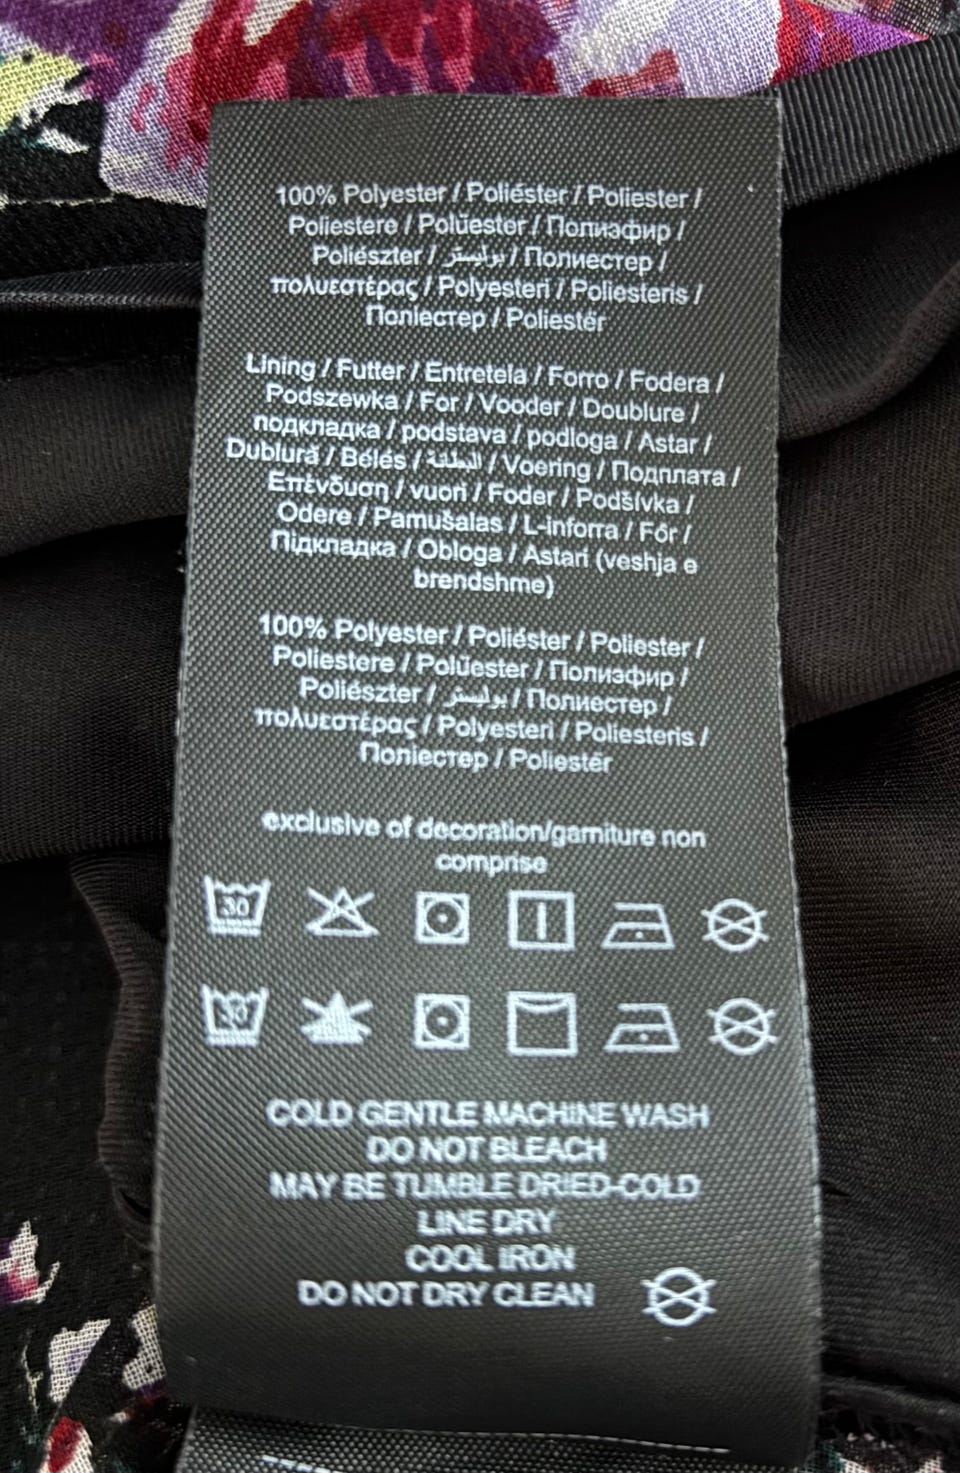 100% Polyester / Poliéster / Poliester /
Poliestere / Polüester / Полиэфир /
Poliészter / بوليستر / Полиестер /
πολυεστέρας / Polyesteri / Poliesteris /
Поліестер / Poliestër
Lining / Futter / Entretela / Forro / Fodera /
Podszewka / For / Vooder / Doublure /
подкладка / podstava / podloga / Astar /
Dublură / Bélés / البطانة / Voering / Подплата /
Επένδυση / vuori / Foder / Podšívka /
Odere / Pamušalas / L-inforra / Fór /
Підкладка / Obloga / Astari (veshja e
brendshme)
100% Polyester / Poliéster / Poliester /
Poliestere / Polüester / Полиэфир /
Poliészter / بوليستر / Полиестер /
πολυεστέρας / Polyesteri / Poliesteris /
Поліестер / Poliestër
exclusive of decoration/garniture non
comprise
30
30
COLD GENTLE MACHINE WASH
DO NOT BLEACH
MAY BE TUMBLE DRIED-COLD
LINE DRY
COOL IRON
DO NOT DRY CLEAN